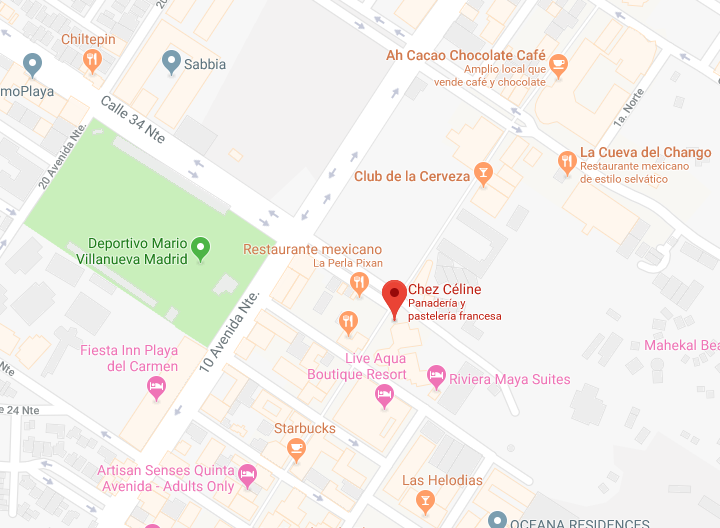 Chiltepin
Ah Cacao Chocolate Café
Amplio local que
vende café y chocolate
Sabbia
moPlaya
Calle 34 Nte
1a. Norte
20 Avenida Nte.
La Cueva del Chango
Restaurante mexicano
de estilo selvático
Club de la Cerveza
Deportivo Mario
Villanueva Madrid
Restaurante mexicano
La Perla Pixan
Chez Céline
Panadería y
pastelería francesa
10 Avenida Nte.
Fiesta Inn Playa
del Carmen
Mahekal Bea
Live Aqua
Boutique Resort
Riviera Maya Suites
Nte
e 24 Nte
Starbucks
Artisan Senses Quinta
Avenida - Adults Only
Las Helodias
OCEANA RESIDENCES